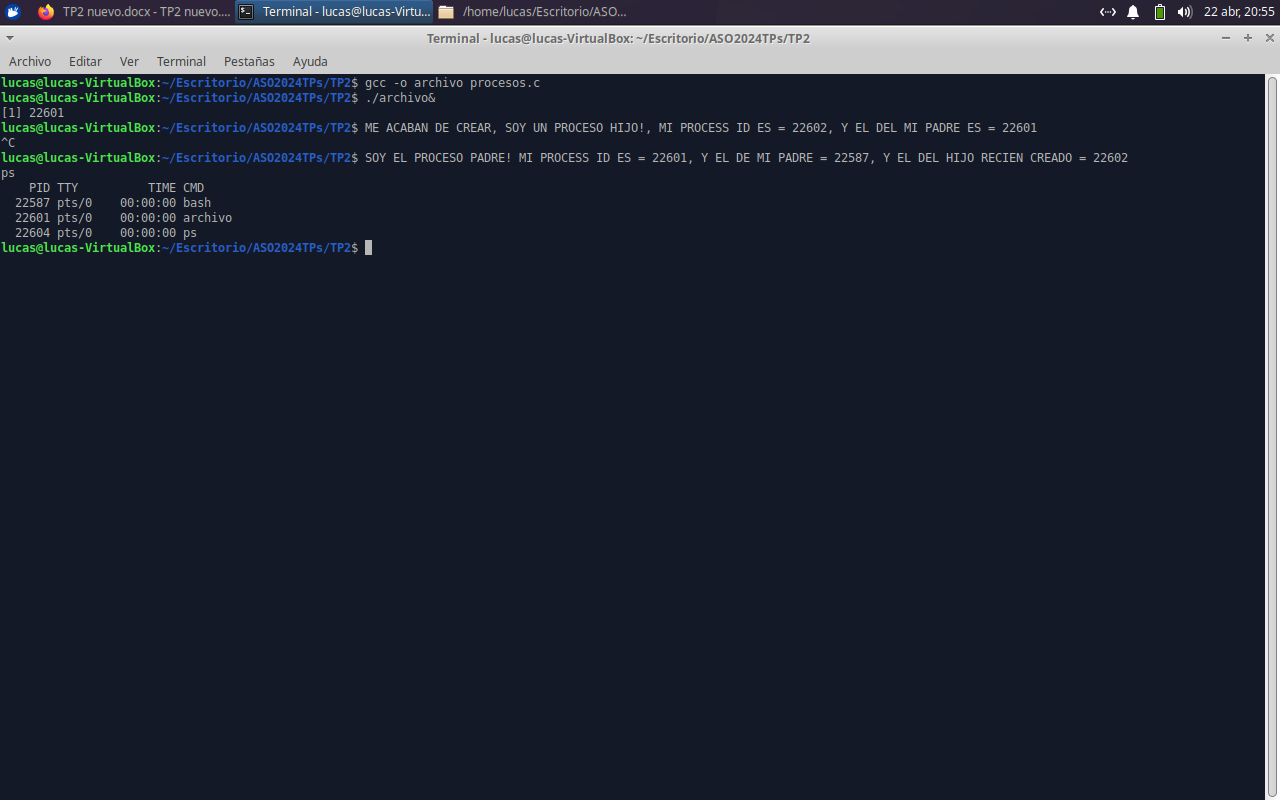 TP2 nuevo.docx - TP2 nuevo....
Terminal - lucas@lucas-Virtu...
/home/lucas/Escritorio/ASO...
22 abr, 20:55
Terminal - lucas@lucas-VirtualBox: ~/Escritorio/ASO2024TPs/TP2
Archivo Editar Ver Terminal Pestañas Ayuda
lucas@lucas-VirtualBox:~/Escritorio/ASO2024TPs/TP2$ gcc -o archivo procesos.c
lucas@lucas-VirtualBox:~/Escritorio/ASO2024TPs/TP2$ ./archivo&
[1] 22601
lucas@lucas-VirtualBox:~/Escritorio/ASO2024TPs/TP2$ ME ACABAN DE CREAR, SOY UN PROCESO HIJO!, MI PROCESS ID ES = 22602, Y EL DEL MI PADRE ES = 22601
^C
lucas@lucas-VirtualBox:~/Escritorio/ASO2024TPs/TP2$ SOY EL PROCESO PADRE! MI PROCESS ID ES = 22601, Y EL DE MI PADRE = 22587, Y EL DEL HIJO RECIEN CREADO = 22602
ps
    PID TTY          TIME CMD
  22587 pts/0    00:00:00 bash
  22601 pts/0    00:00:00 archivo
  22604 pts/0    00:00:00 ps
lucas@lucas-VirtualBox:~/Escritorio/ASO2024TPs/TP2$